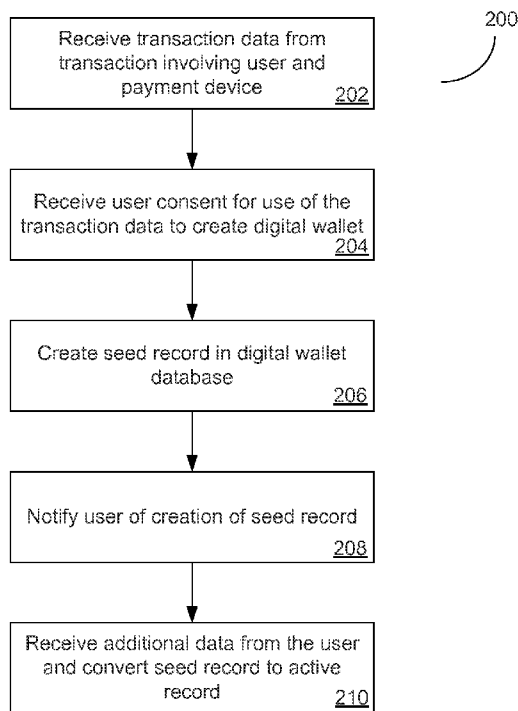 200
Receive transaction data from
transaction involving user and
payment device
202
Receive user consent for use of the
transaction data to create digital wallet
204
Create seed record in digital wallet
database
206
Notify user of creation of seed record
208
Receive additional data from the user
and convert seed record to active
record
210